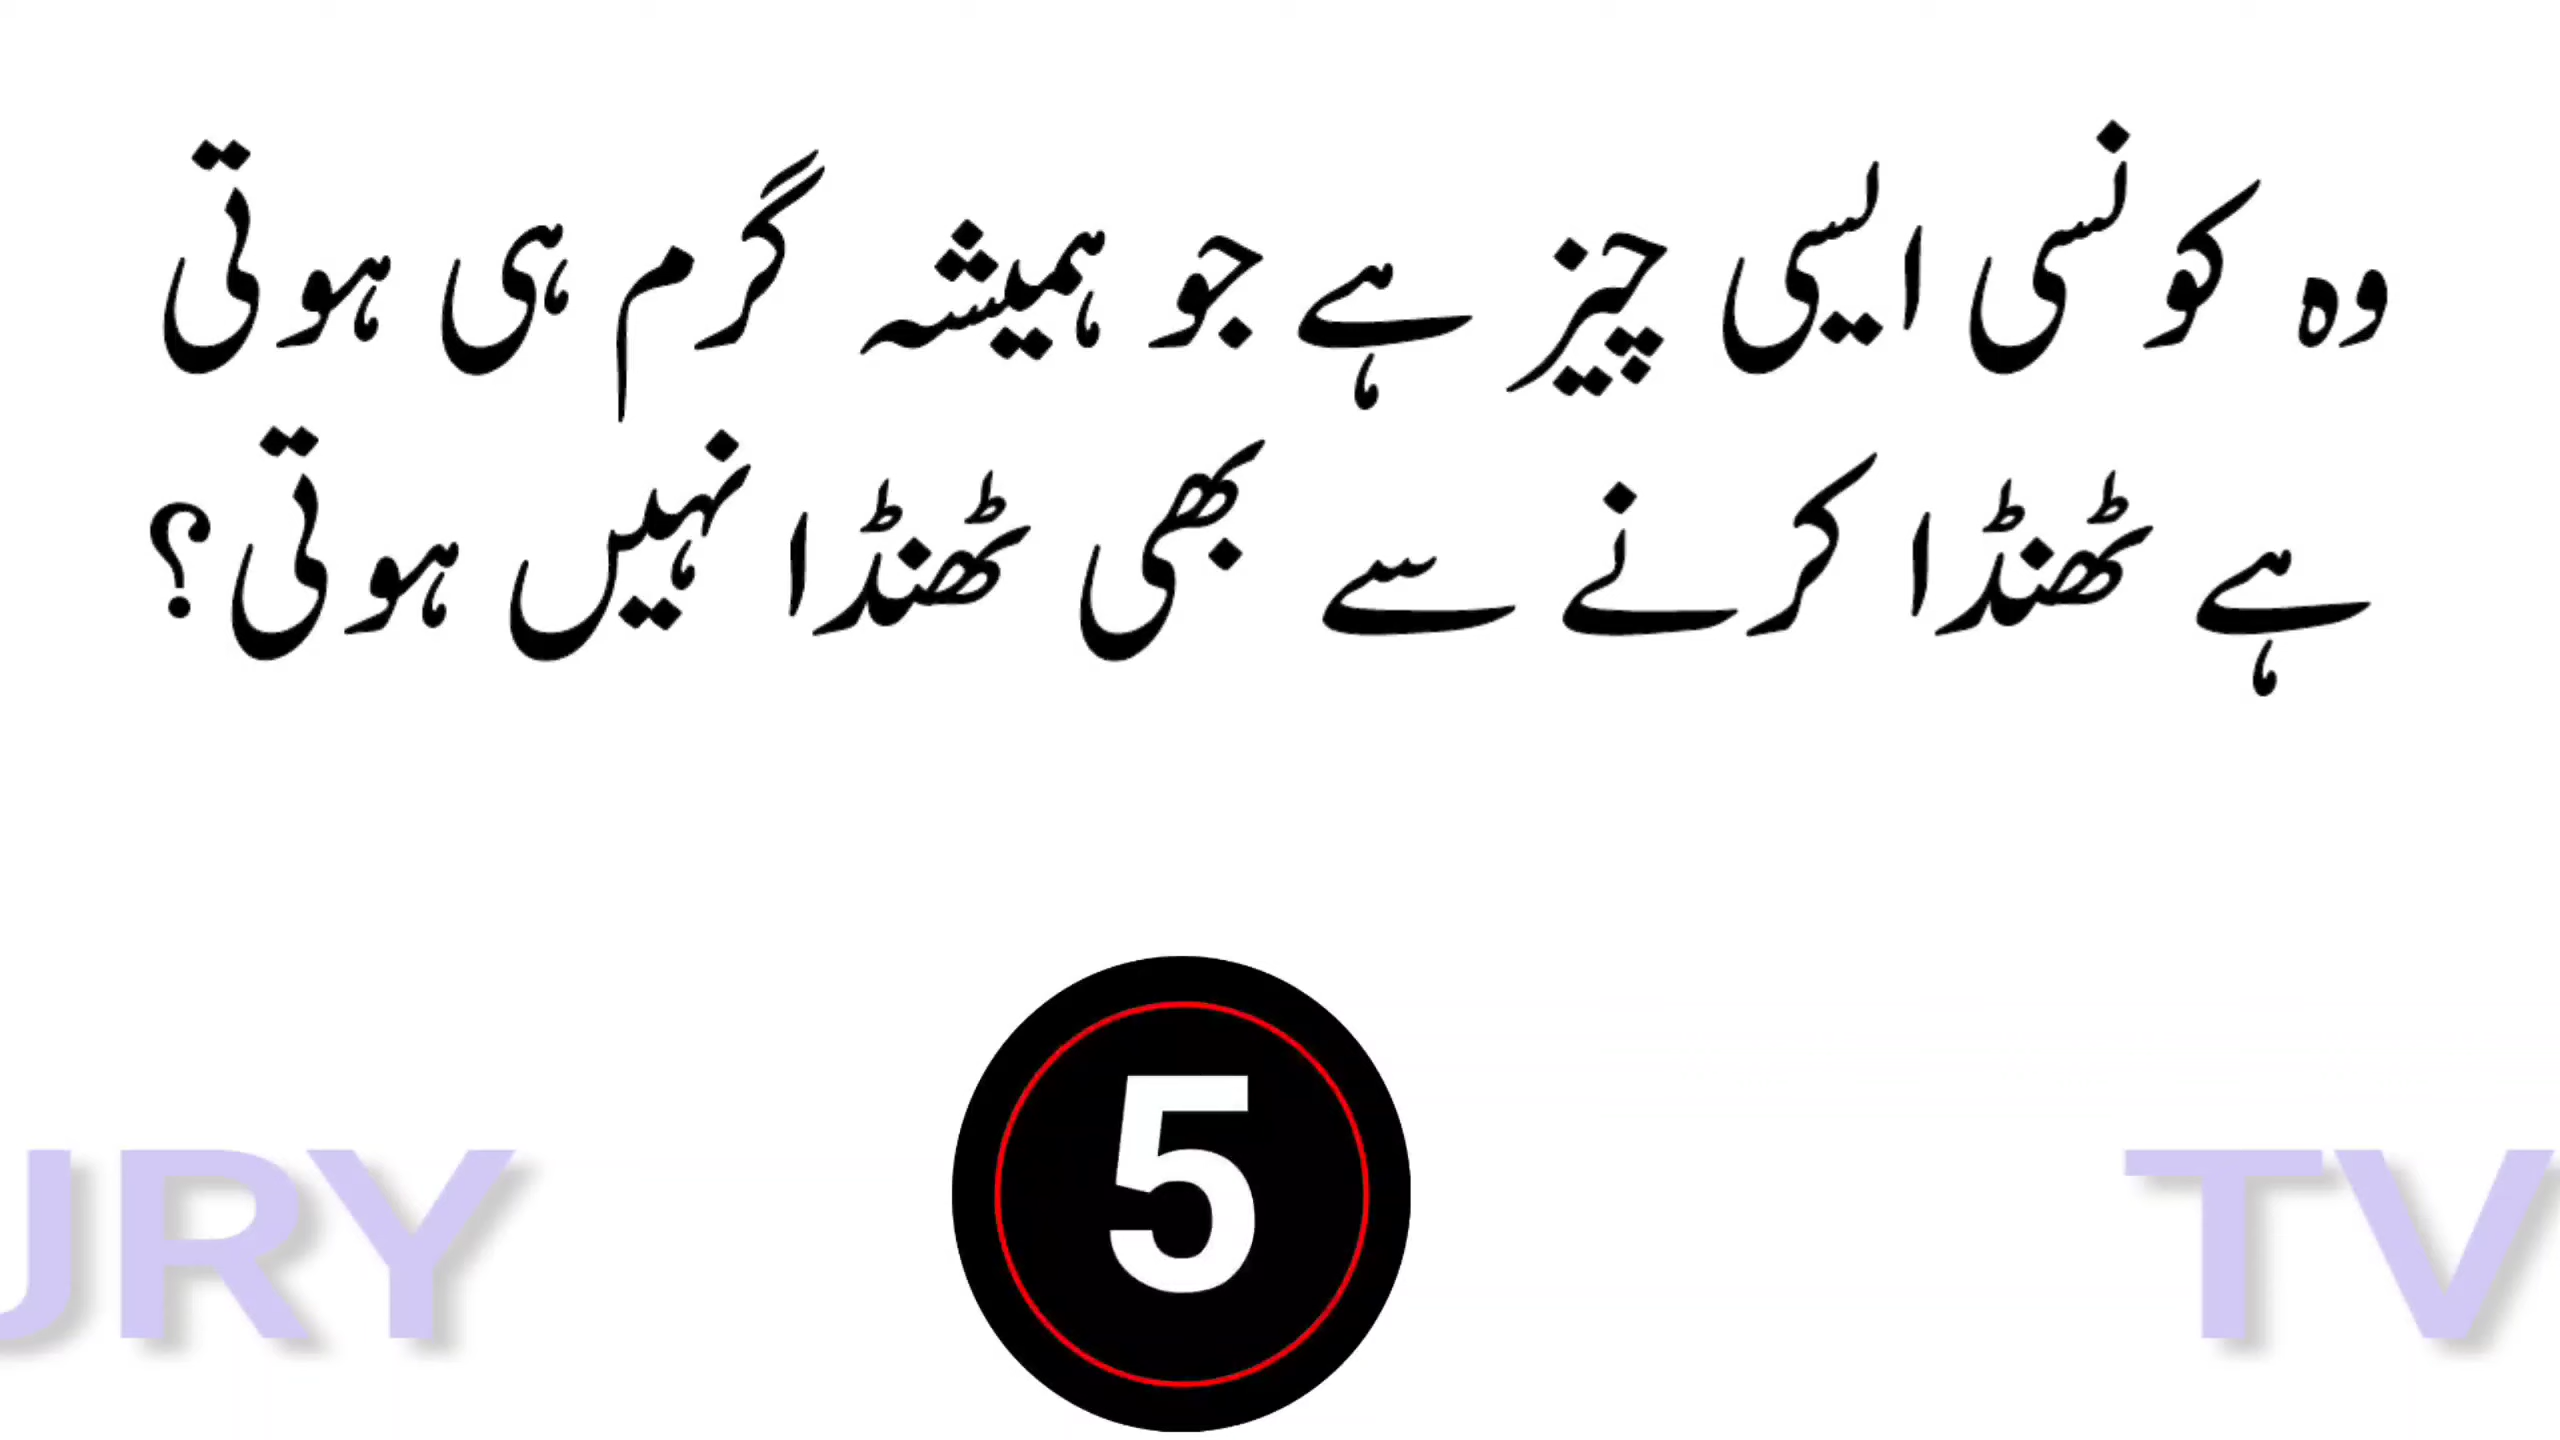 وہ کونسی ایسی چیز ہے جو ہمیشہ گرم ہی ہوتی
ہے ٹھنڈا کرنے سے بھی ٹھنڈا نہیں ہوتی؟
5
URY TV